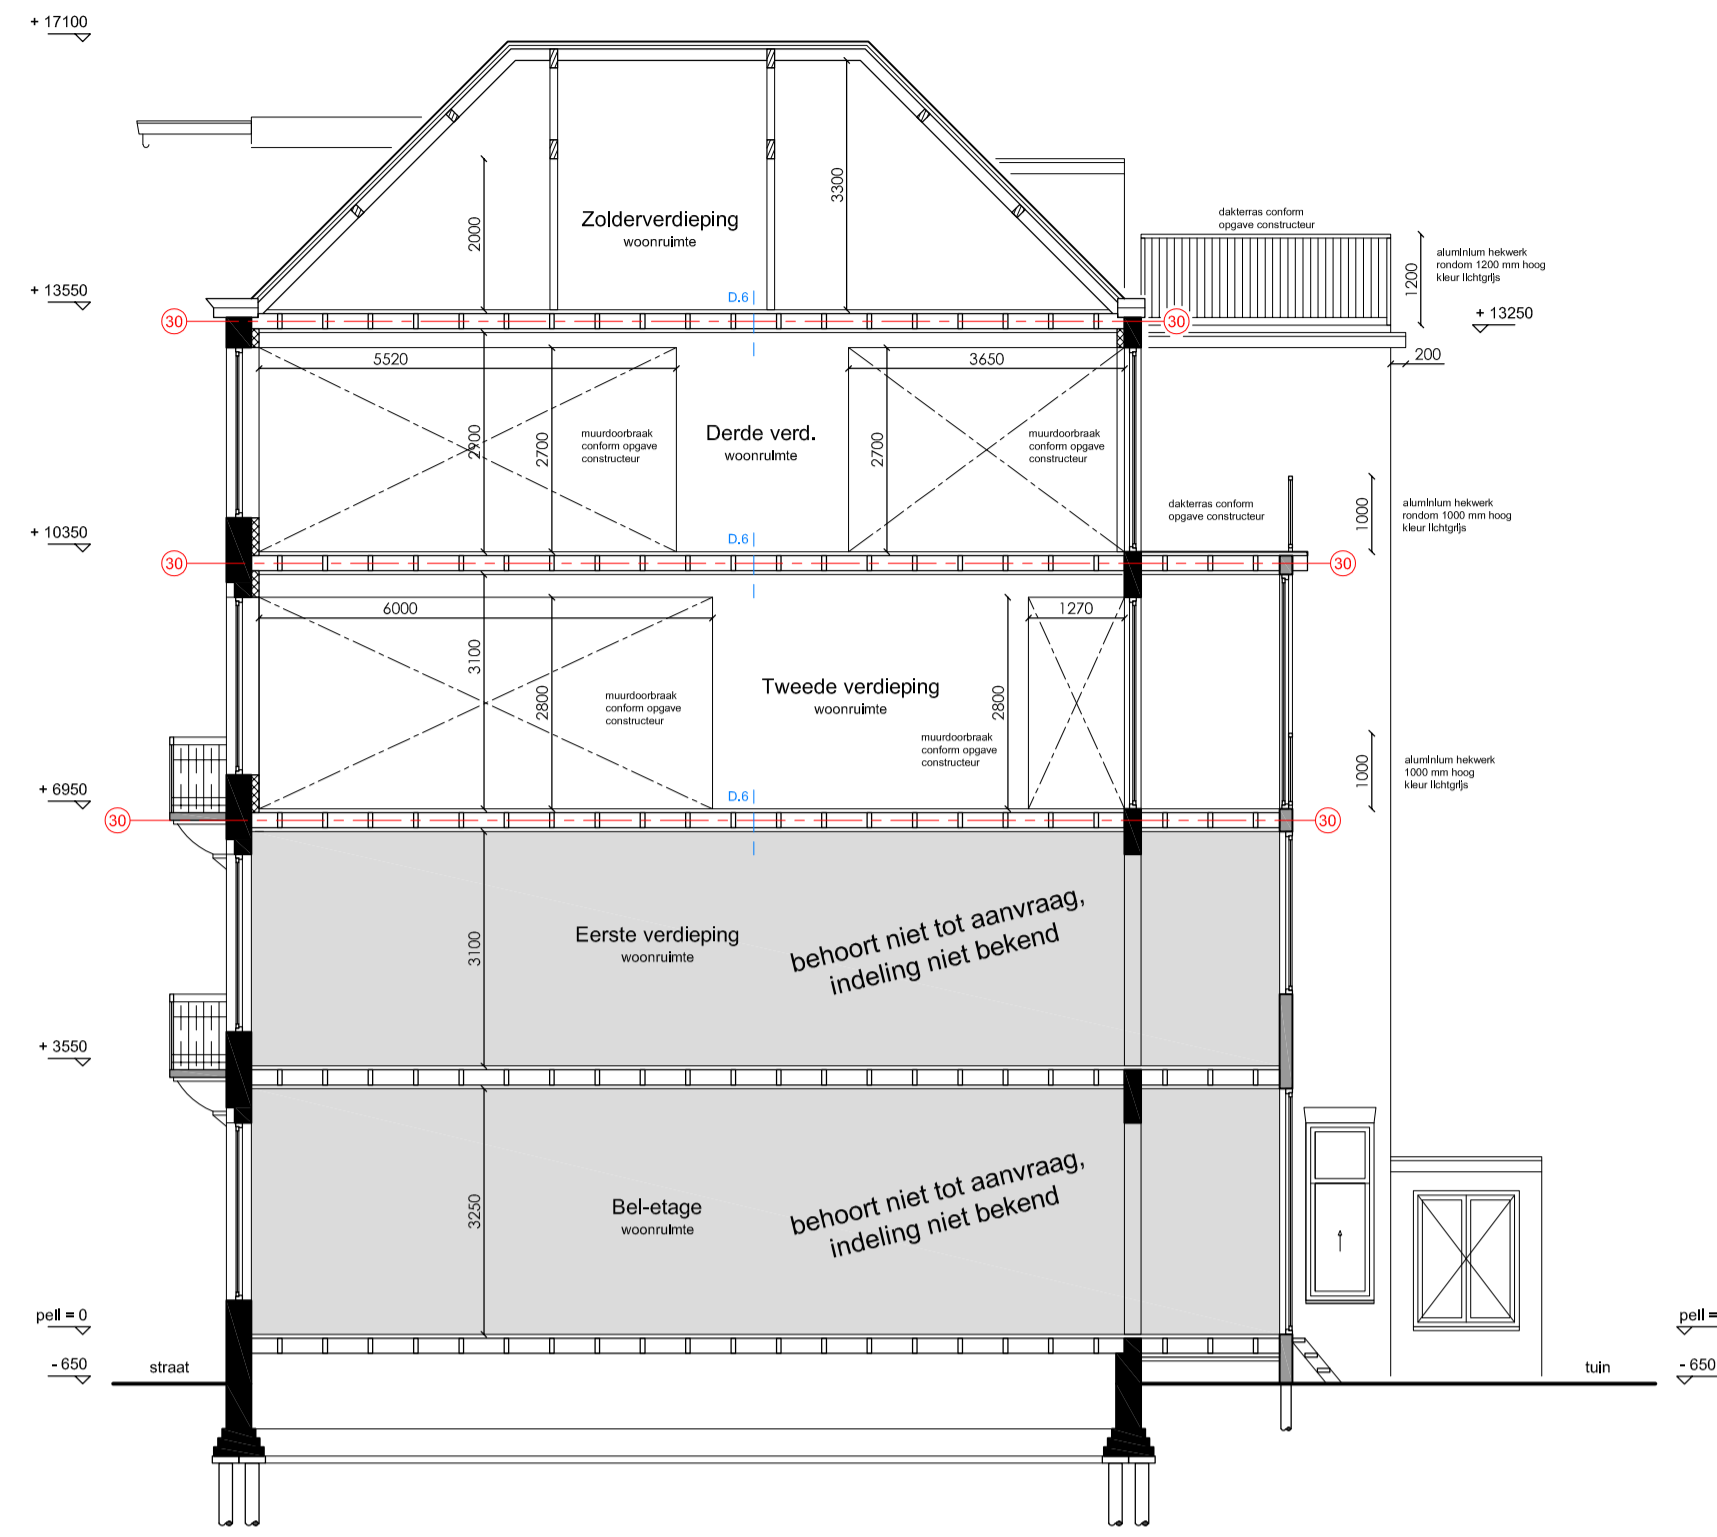 + 17100
3300
Zolderverdieping
woonruimte
2000
dakterras conform
opgave constructeur
1200
aluminium hekwerk
rondom 1200 mm hoog
kleur lichtgrijs
+ 13550
D.6
+ 13250
30
30
5520
3650
200
2900
2700
muurdoorbraak
conform opgave
constructeur
Derde verd.
woonruimte
2700
muurdoorbraak
conform opgave
constructeur
dakterras conform
opgave constructeur
1000
aluminium hekwerk
rondom 1000 mm hoog
kleur lichtgrijs
+ 10350
D.6
30
30
6000
1270
3100
2800
muurdoorbraak
conform opgave
constructeur
Tweede verdieping
woonruimte
2800
muurdoorbraak
conform opgave
constructeur
1000
aluminium hekwerk
1000 mm hoog
kleur lichtgrijs
+ 6950
D.6
30
30
3100
Eerste verdieping
woonruimte
behoort niet tot aanvraag,
indeling niet bekend
+ 3550
3250
Bel-etage
woonruimte
behoort niet tot aanvraag,
indeling niet bekend
peil = 0
peil =
- 650
straat
tuin
- 650